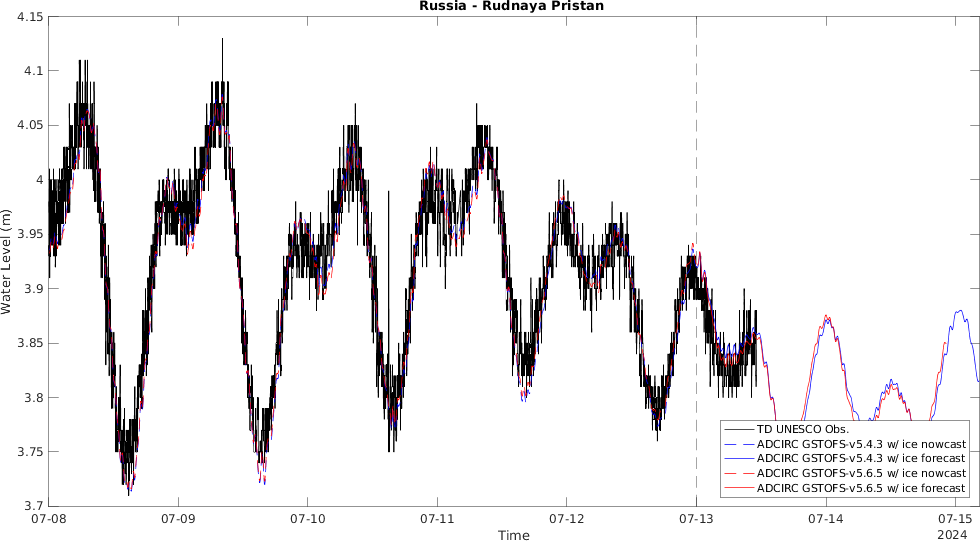 Russia - Rudnaya Pristan
4.15
4.1
4.05
4
3.95
3.9
3.85
3.8
3.75
3.7
Water Level (m)
TD UNESCO Obs.
ADCIRC GSTOFS-v5.4.3 w/ ice nowcast
ADCIRC GSTOFS-v5.4.3 w/ ice forecast
ADCIRC GSTOFS-v5.6.5 w/ ice nowcast
ADCIRC GSTOFS-v5.6.5 w/ ice forecast
07-08 07-09 07-10 07-11 07-12 07-13 07-14 07-15
Time
2024